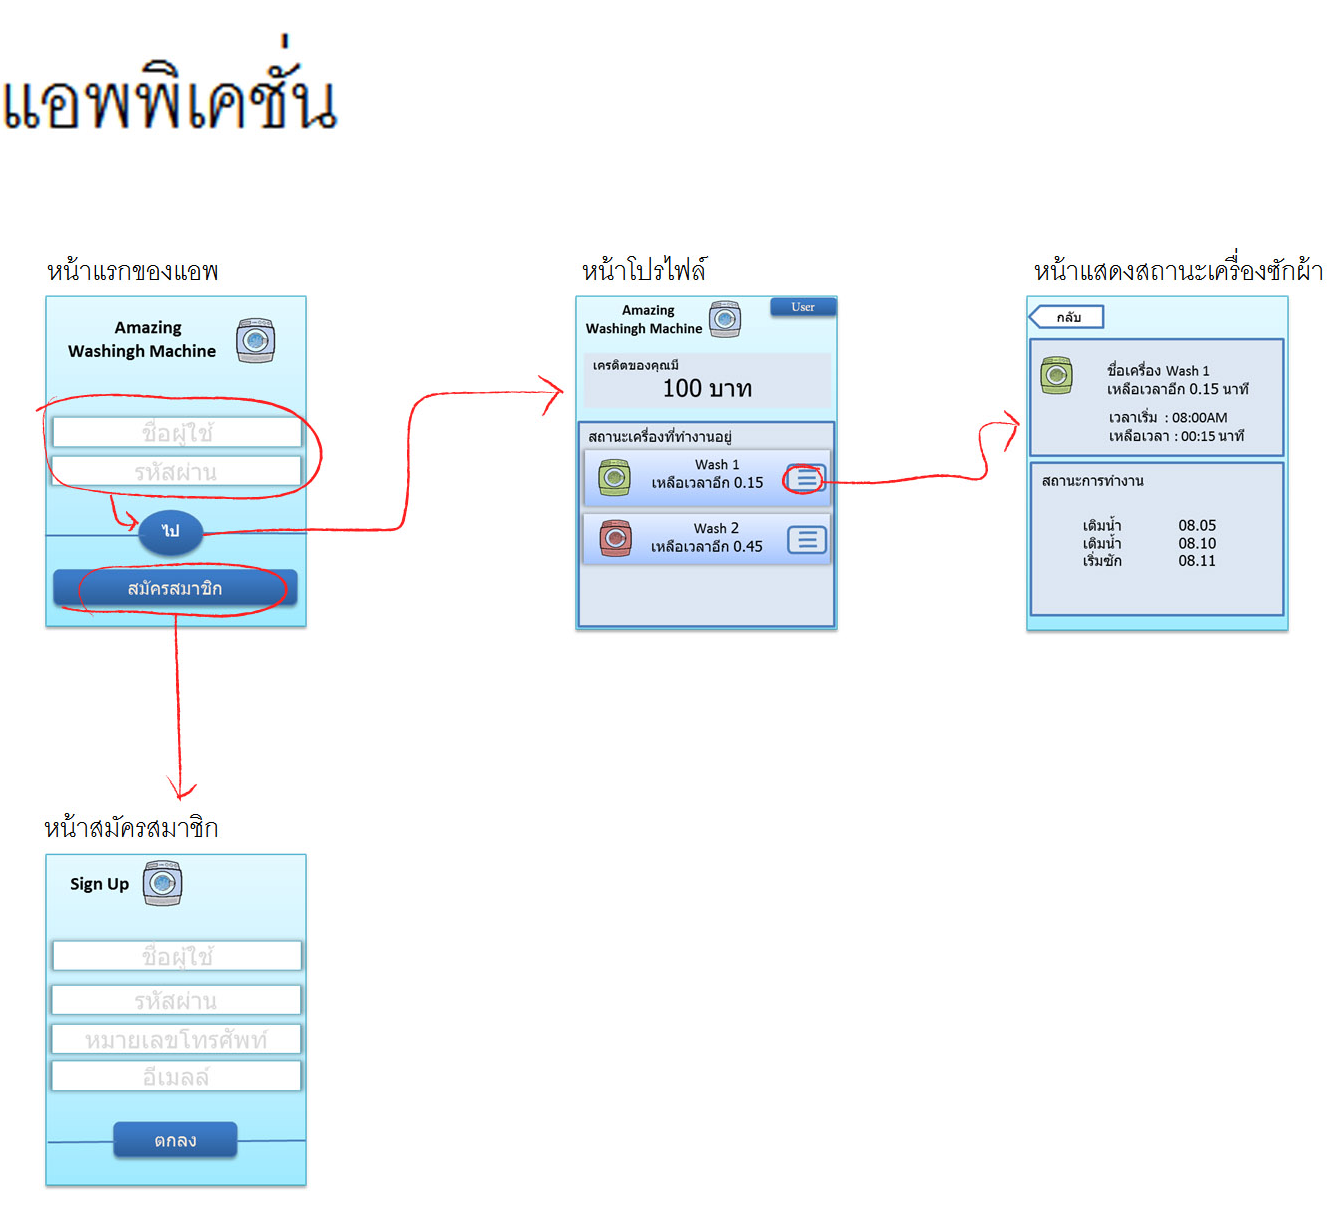 แอพพิเคชั่น
หน้าแรกของแอพ
Amazing
Washingh Machine
ชื่อผู้ใช้
รหัสผ่าน
ไป
สมัครสมาชิก
หน้าโปรไฟล์
Amazing
Washingh Machine
User
เครดิตของคุณมี
100 บาท
สถานะเครื่องที่ทำงานอยู่
Wash 1
เหลือเวลาอีก 0.15
Wash 2
เหลือเวลาอีก 0.45
หน้าแสดงสถานะเครื่องซักผ้า
กลับ
ชื่อเครื่อง Wash 1
เหลือเวลาอีก 0.15 นาที
เวลาเริ่ม : 08:00AM
เหลือเวลา : 00:15 นาที
สถานะการทำงาน
เติมน้ำ 08.05
เติมน้ำ 08.10
เริ่มซัก 08.11
หน้าสมัครสมาชิก
Sign Up
ชื่อผู้ใช้
รหัสผ่าน
หมายเลขโทรศัพท์
อีเมลล์
ตกลง